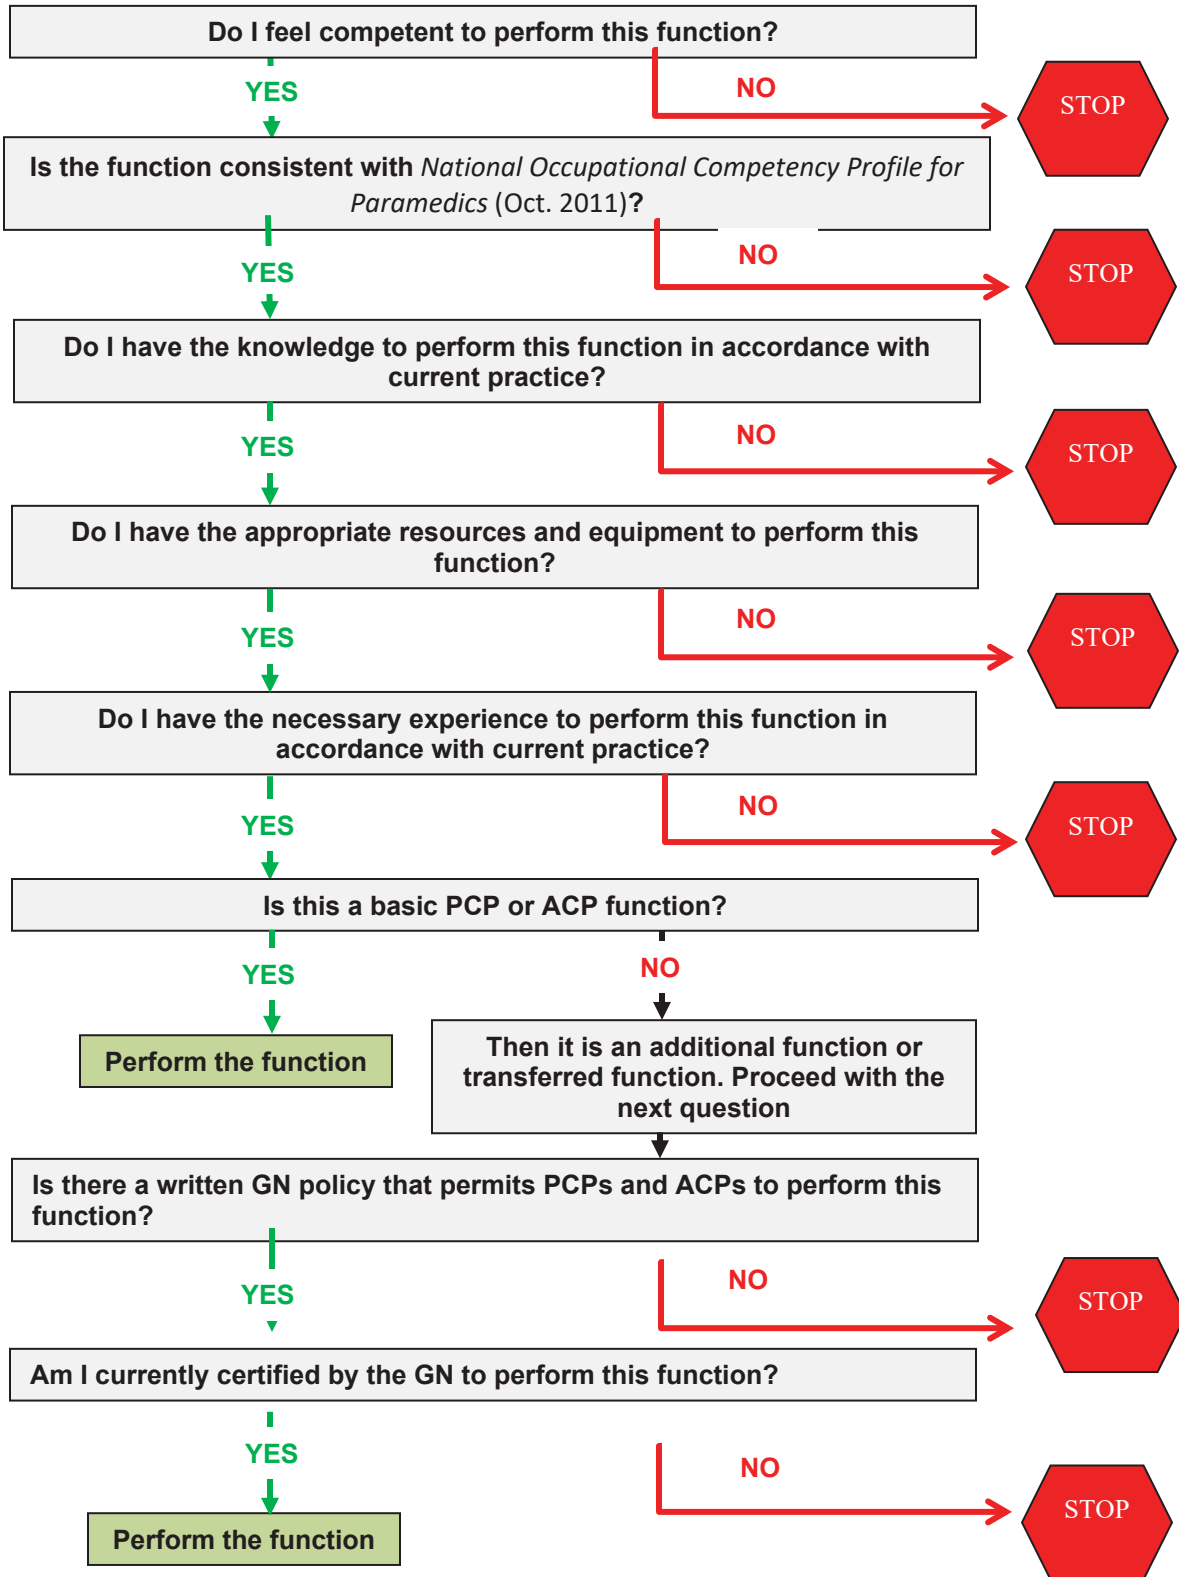 Do I feel competent to perform this function?
YES
NO
STOP
Is the function consistent with National Occupational Competency Profile for
Paramedics (Oct. 2011)?
YES
NO
STOP
Do I have the knowledge to perform this function in accordance with
current practice?
YES
NO
STOP
Do I have the appropriate resources and equipment to perform this
function?
YES
NO
STOP
Do I have the necessary experience to perform this function in
accordance with current practice?
YES
NO
STOP
Is this a basic PCP or ACP function?
YES
NO
Perform the function
Then it is an additional function or
transferred function. Proceed with the
next question
Is there a written GN policy that permits PCPs and ACPs to perform this
function?
YES
NO
STOP
Am I currently certified by the GN to perform this function?
YES
NO
STOP
Perform the function